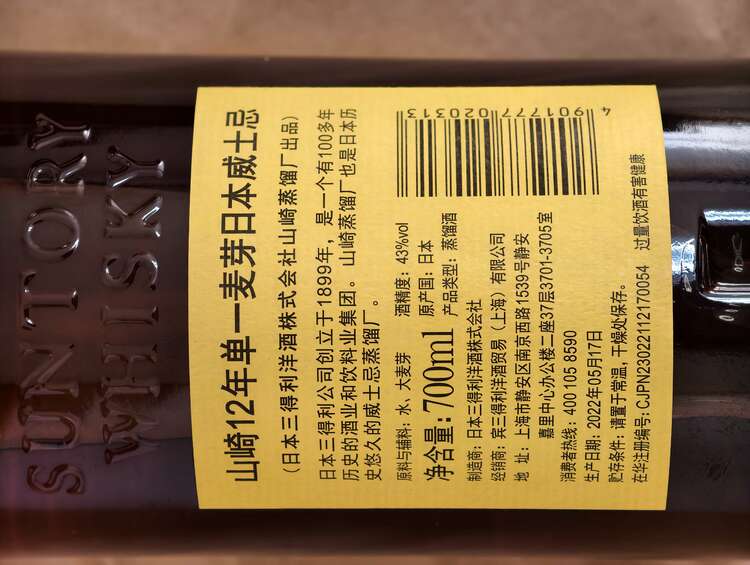 SUNTORY
WHISKY
山崎12年单一麦芽日本威士忌
(日本三得利洋酒株式会社山崎蒸馏厂出品)
日本三得利公司创立于1899年，是一个有100多年
历史的酒业和饮料业集团。山崎蒸馏厂也是日本历
史悠久的威士忌蒸馏厂。
原料与辅料：水、大麦芽 酒精度：43%vol
净含量：700ml 原产国：日本
产品类型：蒸馏酒
制造商：日本三得利洋酒株式会社
经销商：宾三得利洋酒贸易（上海）有限公司
地 址：上海市静安区南京西路1539号静安
嘉里中心办公楼二座37层3701-3705室
消费者热线：400 105 8590
生产日期：2022年05月17日
贮存条件：请置于常温，干燥处保存。
在华注册编号：CJPN23022112170054 过量饮酒有害健康
4901777020313